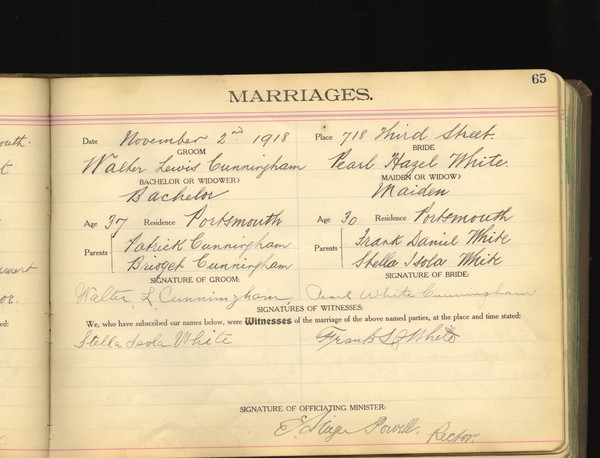 65
MARRIAGES.
Date November 2nd 1918 Place 718 Third Street.
GROOM BRIDE
Walter Lewis Cunningham Pearl Hazel White.
BACHELOR OR WIDOWER? MAIDEN OR WIDOW?
Bachelor Maiden
Age 37 Residence Portsmouth Age 30 Residence Portsmouth
Parents Patrick Cunningham Parents Frank Daniel White
Bridget Cunningham Stella Isola White
SIGNATURE OF GROOM: SIGNATURE OF BRIDE:
Walter L. Cunningham, Pearl White Cunningham
SIGNATURES OF WITNESSES:
We, who have subscribed our names below, were Witnesses of the marriage of the above named parties, at the place and time stated:
Stella Isola White Frank White
SIGNATURE OF OFFICIATING MINISTER:
Powell. Rector.